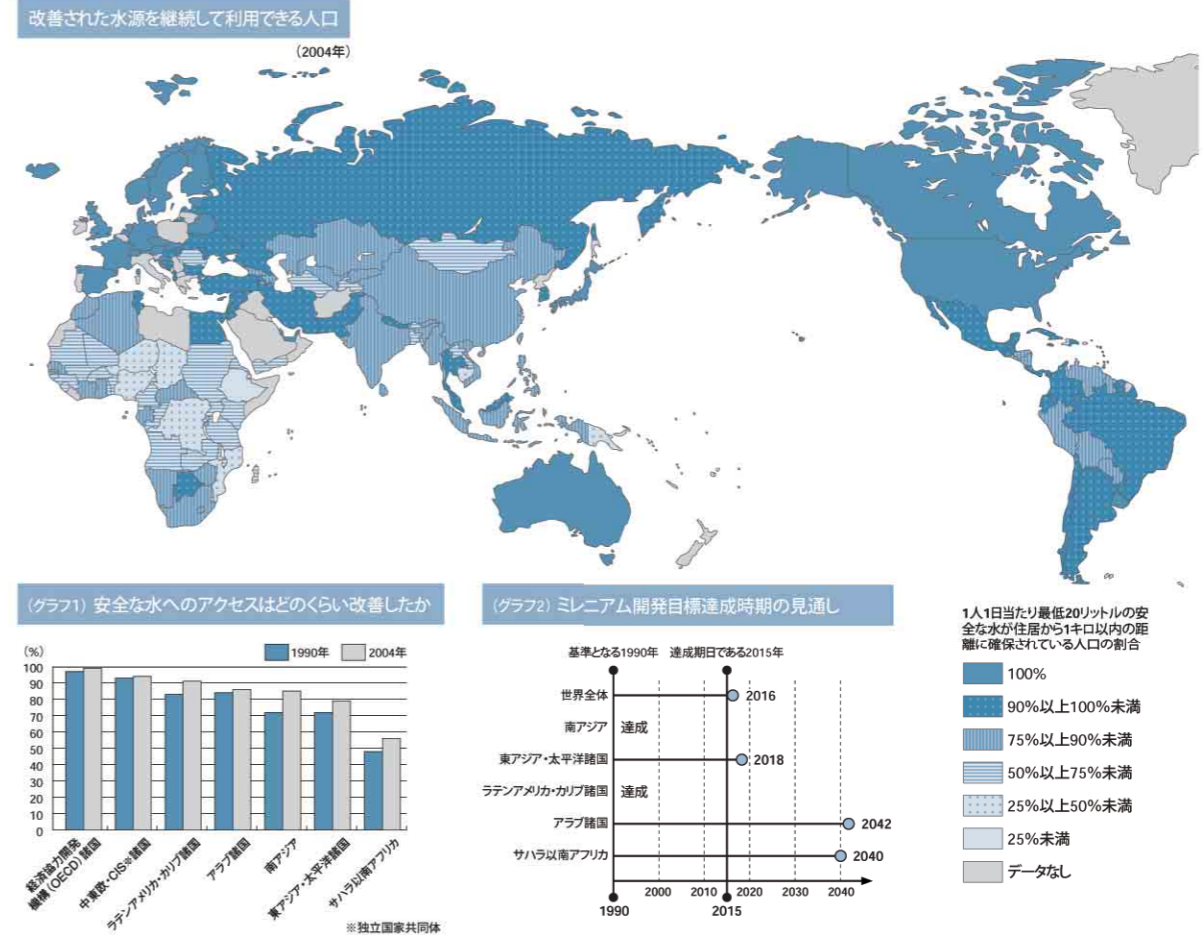 改善された水源を継続して利用できる人口
（2004年）
（グラフ1） 安全な水へのアクセスはどのくらい改善したか
（%）
1990年
2004年
100
90
80
70
60
50
40
30
20
10
0
経済協力開発
機構（OECD）諸国
中東欧・CIS※諸国
ラテンアメリカ・カリブ諸国
アラブ諸国
南アジア
東アジア・太平洋諸国
サハラ以南アフリカ
※独立国家共同体
（グラフ2） ミレニアム開発目標達成時期の見通し
基準となる1990年 達成期日である2015年
世界全体 2016
南アジア 達成
東アジア・太平洋諸国 2018
ラテンアメリカ・カリブ諸国 達成
アラブ諸国 2042
サハラ以南アフリカ 2040
2000 2010 2020 2030 2040
1990 2015
1人1日当たり最低20リットルの安
全な水が住居から1キロ以内の距
離に確保されている人口の割合
100%
90%以上100%未満
75%以上90%未満
50%以上75%未満
25%以上50%未満
25%未満
データなし